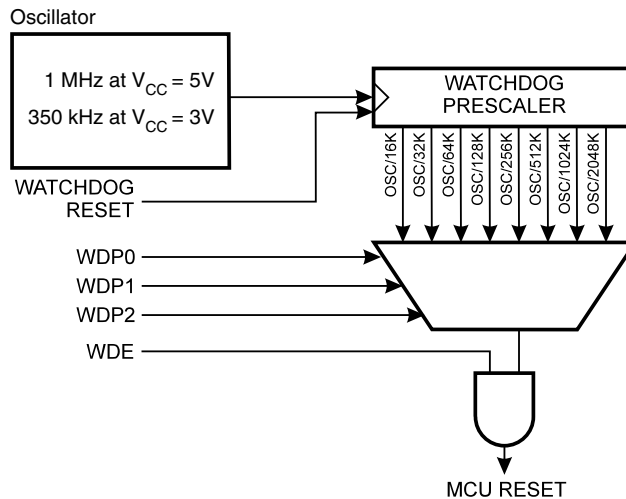 Oscillator
1 MHz at VCC = 5V
350 kHz at VCC = 3V
WATCHDOG
PRESCALER
WATCHDOG
RESET
OSC/16K
OSC/32K
OSC/64K
OSC/128K
OSC/256K
OSC/512K
OSC/1024K
OSC/2048K
WDP0
WDP1
WDP2
WDE
MCU RESET